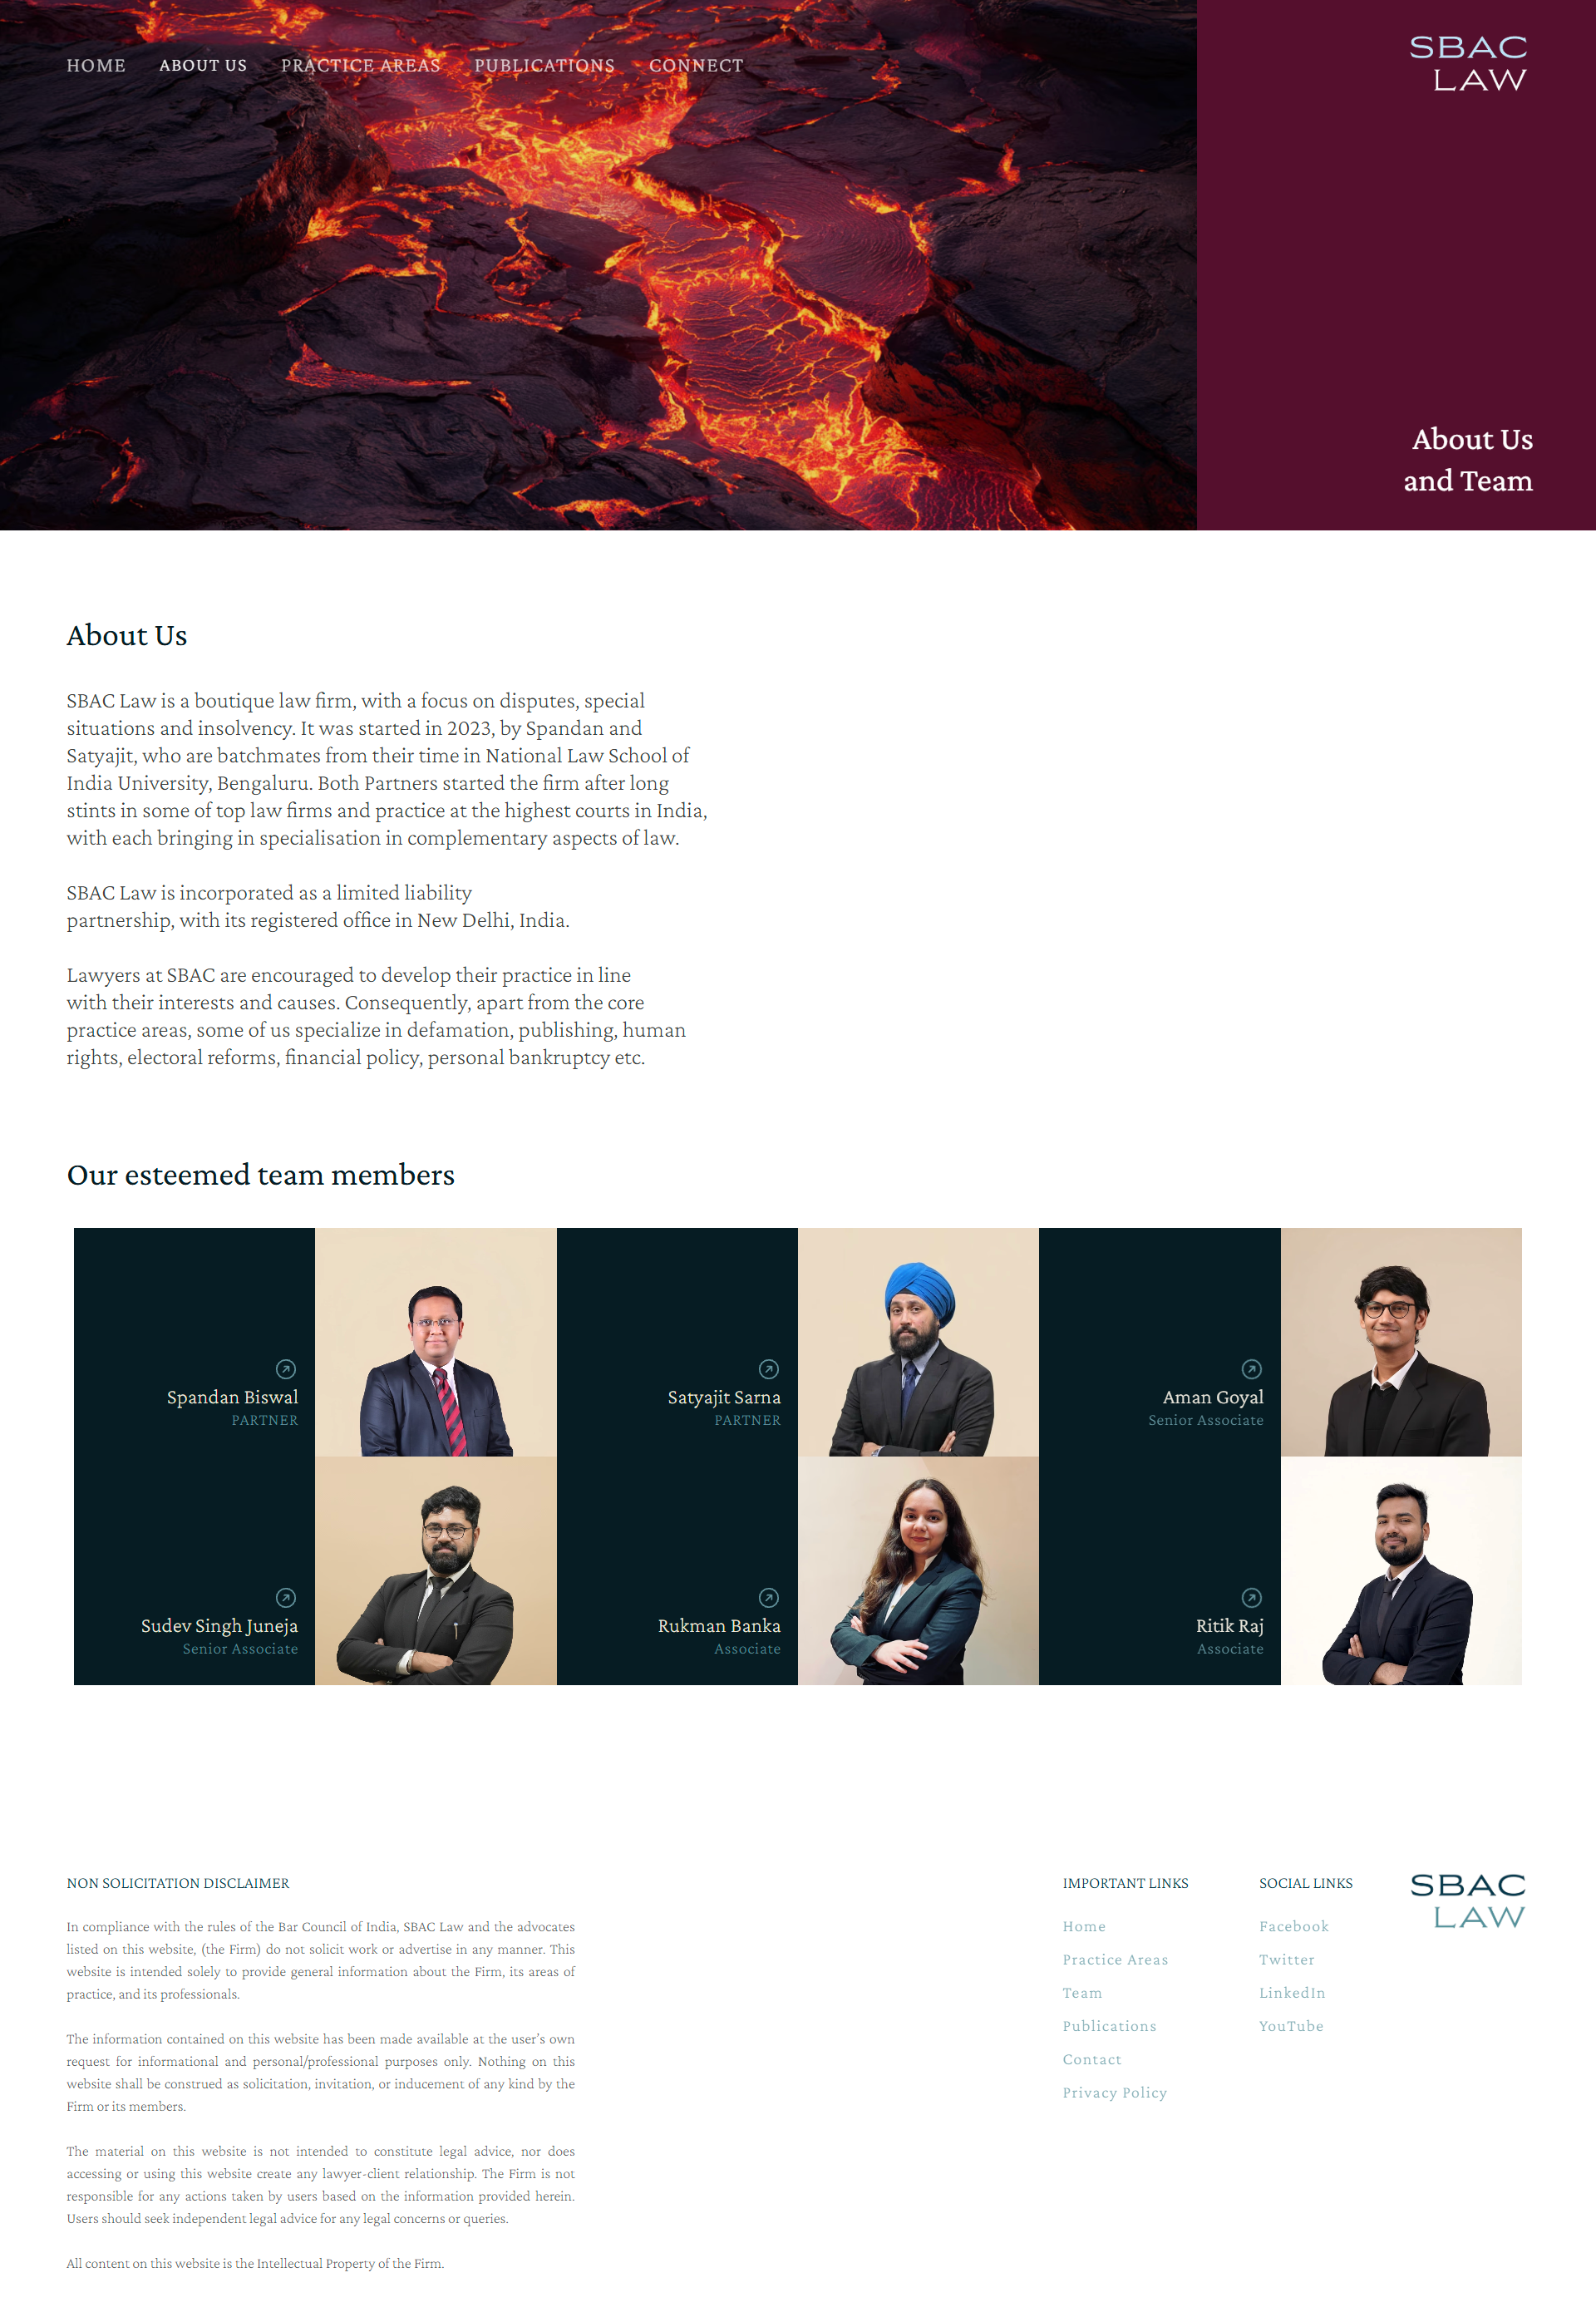 HOME ABOUT US PRACTICE AREAS PUBLICATIONS CONNECT
SBAC
LAW
About Us
and Team
About Us
SBAC Law is a boutique law firm, with a focus on disputes, special
situations and insolvency. It was started in 2023, by Spandan and
Satyajit, who are batchmates from their time in National Law School of
India University, Bengaluru. Both Partners started the firm after long
stints in some of top law firms and practice at the highest courts in India,
with each bringing in specialisation in complementary aspects of law.
SBAC Law is incorporated as a limited liability
partnership, with its registered office in New Delhi, India.
Lawyers at SBAC are encouraged to develop their practice in line
with their interests and causes. Consequently, apart from the core
practice areas, some of us specialize in defamation, publishing, human
rights, electoral reforms, financial policy, personal bankruptcy etc.
Our esteemed team members
Spandan Biswal
PARTNER
Satyajit Sarna
PARTNER
Aman Goyal
Senior Associate
Sudev Singh Juneja
Senior Associate
Rukman Banka
Associate
Ritik Raj
Associate
NON SOLICITATION DISCLAIMER
In compliance with the rules of the Bar Council of India, SBAC Law and the advocates
listed on this website, (the Firm) do not solicit work or advertise in any manner. This
website is intended solely to provide general information about the Firm, its areas of
practice, and its professionals.
The information contained on this website has been made available at the user's own
request for informational and personal/professional purposes only. Nothing on this
website shall be construed as solicitation, invitation, or inducement of any kind by the
Firm or its members.
The material on this website is not intended to constitute legal advice, nor does
accessing or using this website create any lawyer-client relationship. The Firm is not
responsible for any actions taken by users based on the information provided herein.
Users should seek independent legal advice for any legal concerns or queries.
All content on this website is the Intellectual Property of the Firm.
IMPORTANT LINKS
Home
Practice Areas
Team
Publications
Contact
Privacy Policy
SOCIAL LINKS
Facebook
Twitter
LinkedIn
YouTube
SBAC
LAW